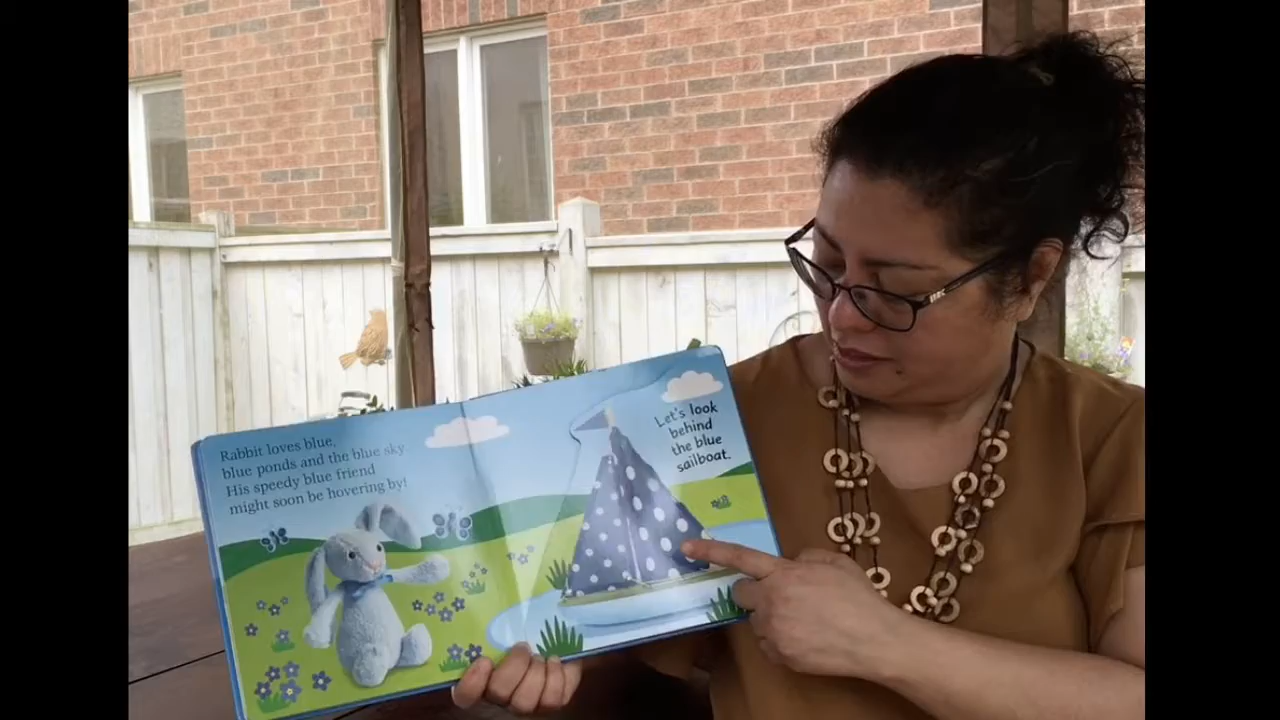 Rabbit loves blue,
blue ponds and the blue sky.
His speedy blue friend
might soon be hovering by!
Let's look
behind
the blue
sailboat.